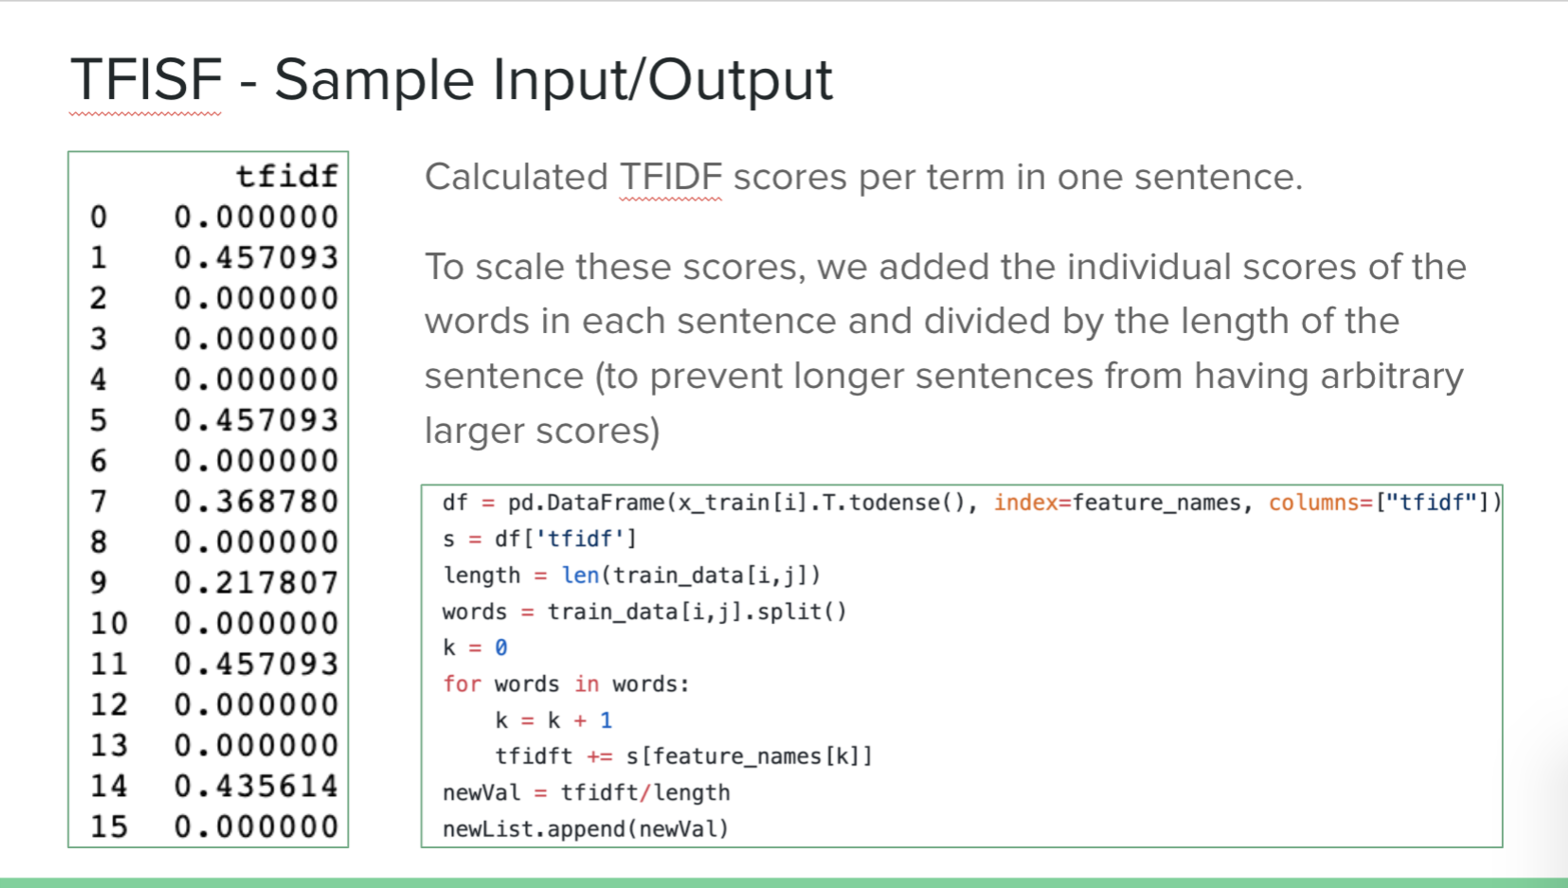 TFISF - Sample Input/Output
tfidf
0 0.000000
1 0.457093
2 0.000000
3 0.000000
4 0.000000
5 0.457093
6 0.000000
7 0.368780
8 0.000000
9 0.217807
10 0.000000
11 0.457093
12 0.000000
13 0.000000
14 0.435614
15 0.000000
Calculated TFIDF scores per term in one sentence.
To scale these scores, we added the individual scores of the
words in each sentence and divided by the length of the
sentence (to prevent longer sentences from having arbitrary
larger scores)
df = pd.DataFrame(x_train[i].T.todense(), index=feature_names, columns=["tfidf"])
s = df['tfidf']
length = len(train_data[i,j])
words = train_data[i,j].split()
k = 0
for words in words:
    k = k + 1
    tfidft += s[feature_names[k]]
newVal = tfidft/length
newList.append(newVal)